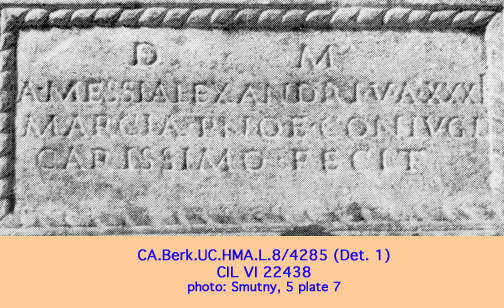 D M
A MESSI ALEXANDRI V A XXXI
MARCIA PNOE CONIVGI
CARISSIMO FECIT
CA.Berk.UC.HMA.L.8/4285 (Det. 1)
CIL VI 22438
photo: Smutny, 5 plate 7